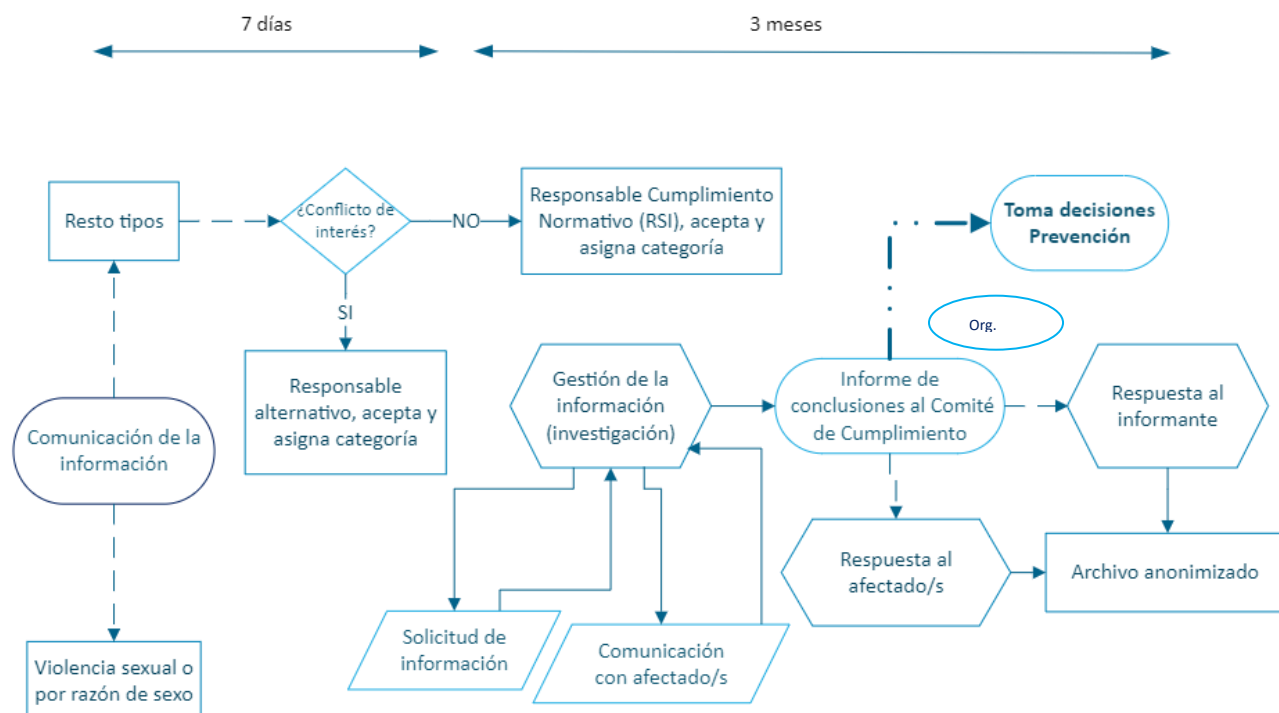 7 días
3 meses
Resto tipos
¿Conflicto de
interés?
NO
Responsable Cumplimiento
Normativo (RSI), acepta y
asigna categoría
Toma decisiones
Prevención
SI
Org.
Responsable
alternativo, acepta y
asigna categoría
Gestión de la
información
(investigación)
Informe de
conclusiones al Comité
de Cumplimiento
Respuesta al
informante
Comunicación de la
información
Respuesta al
afectado/s
Archivo anonimizado
Solicitud de
información
Comunicación
con afectado/s
Violencia sexual o
por razón de sexo